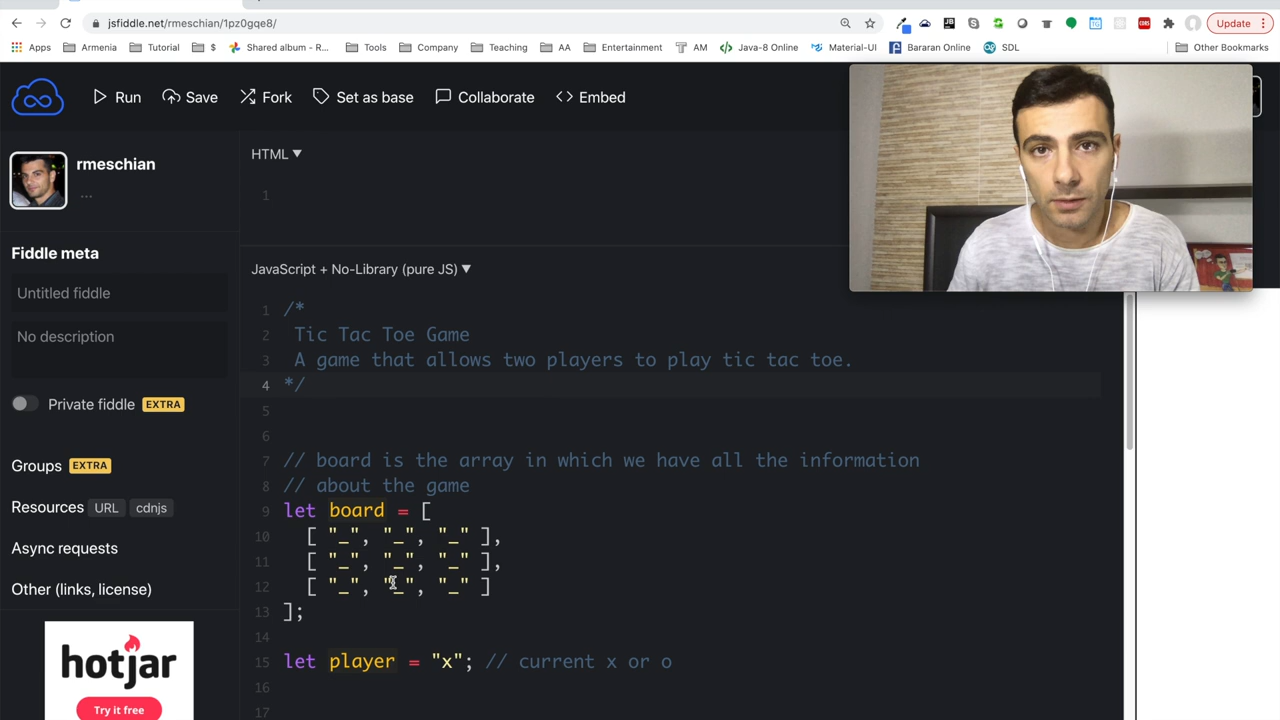 jsfiddle.net/rmeschian/1pz0gqe8/
Update
Apps Armenia Tutorial $ Shared album - R... Tools Company Teaching AA Entertainment AM Java-8 Online Material-UI Bararan Online SDL Other Bookmarks
Run Save Fork Set as base Collaborate Embed
rmeschian
...
Fiddle meta
Untitled fiddle
No description
Private fiddle EXTRA
Groups EXTRA
Resources URL cdnjs
Async requests
Other (links, license)
hotjar
Try it free
HTML ▼
1
JavaScript + No-Library (pure JS) ▼
1 /*
2 Tic Tac Toe Game
3 A game that allows two players to play tic tac toe.
4 */
5
6
7 // board is the array in which we have all the information
8 // about the game
9 let board = [
10 [ "_", "_", "_" ],
11 [ "_", "_", "_" ],
12 [ "_", "_", "_" ]
13 ];
14
15 let player = "x"; // current x or o
16
17